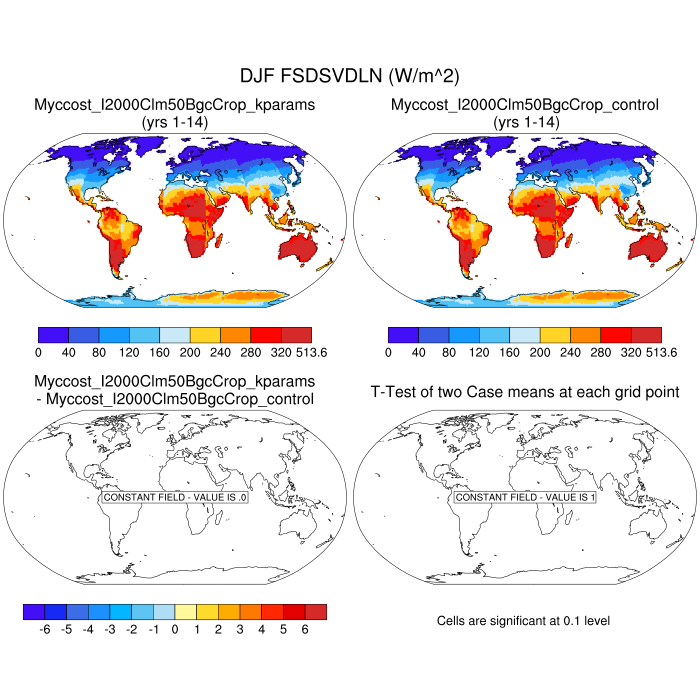 DJF FSDSVDLN (W/m^2)
Myccost_I2000Clm50BgcCrop_kparams
(yrs 1-14)
Myccost_I2000Clm50BgcCrop_control
(yrs 1-14)
0 40 80 120 160 200 240 280 320 513.6
0 40 80 120 160 200 240 280 320 513.6
Myccost_I2000Clm50BgcCrop_kparams
- Myccost_I2000Clm50BgcCrop_control
T-Test of two Case means at each grid point
CONSTANT FIELD - VALUE IS .0
CONSTANT FIELD - VALUE IS 1
-6 -5 -4 -3 -2 -1 0 1 2 3 4 5 6
Cells are significant at 0.1 level